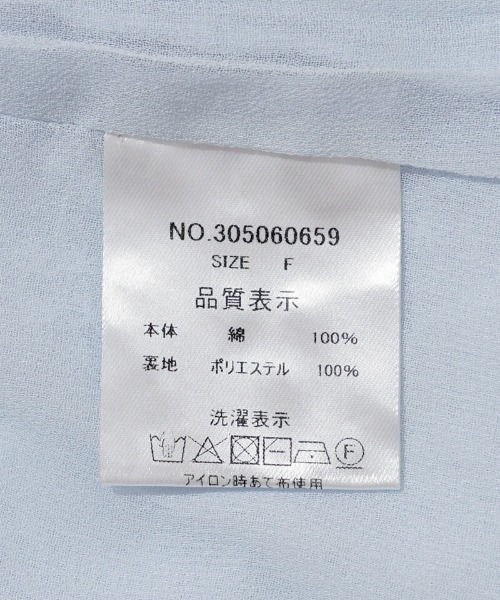 NO.305060659
SIZE F
品質表示
本体 綿 100%
裏地 ポリエステル 100%
洗濯表示
F
アイロン時あて布使用